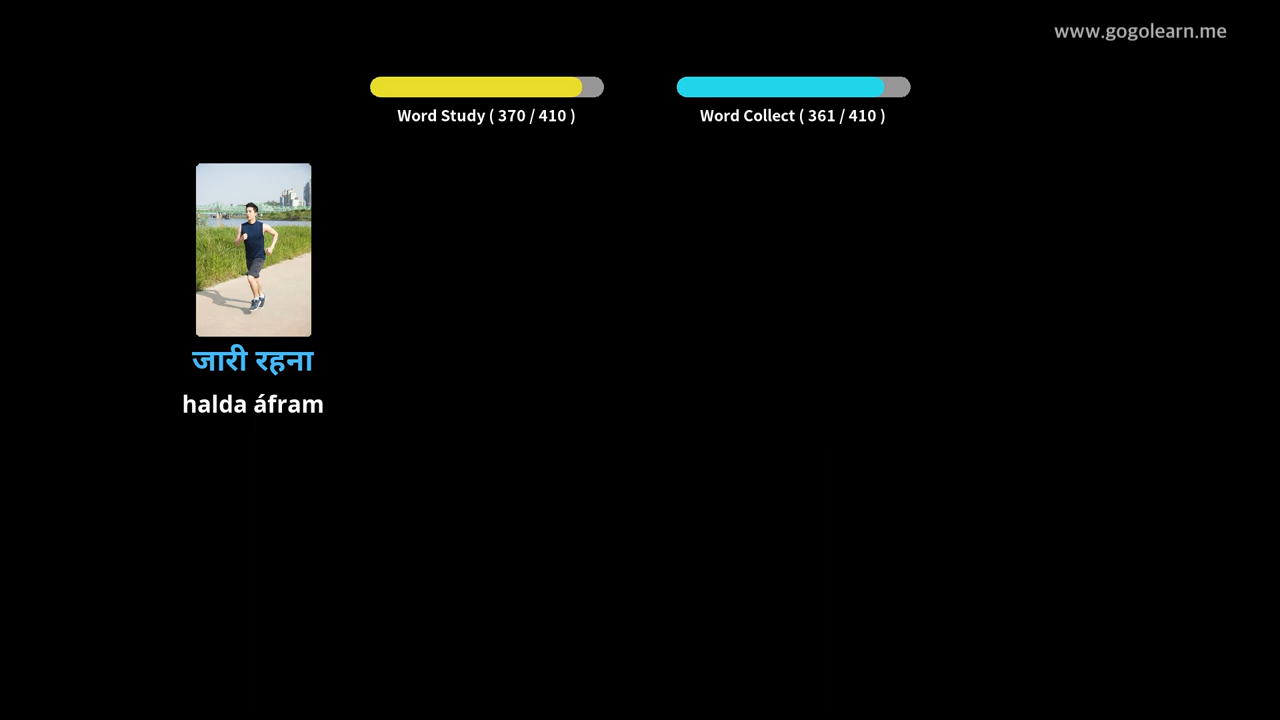 www.gogolearn.me
Word Study ( 370 / 410 )
Word Collect ( 361 / 410 )
जारी रहना
halda áfram